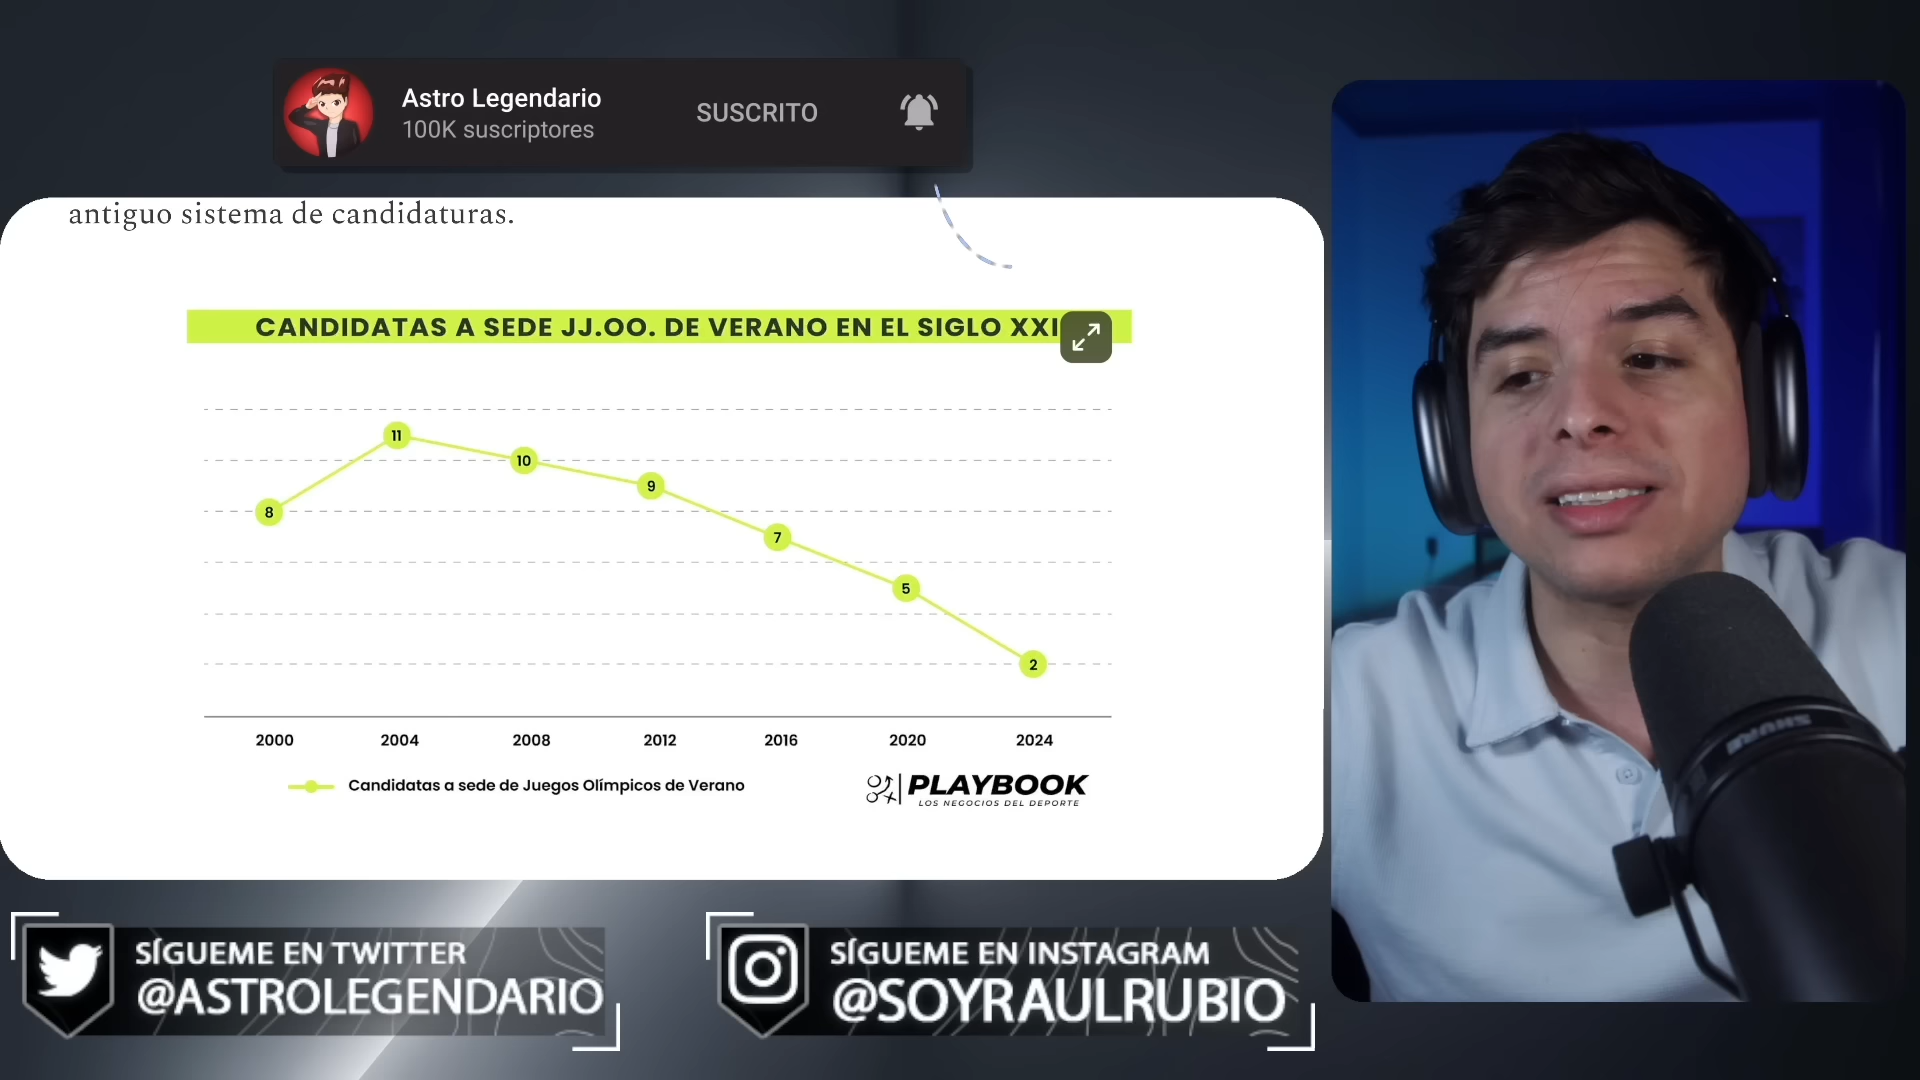 Astro Legendario
100K suscriptores
SUSCRITO
antiguo sistema de candidaturas.
CANDIDATAS A SEDE JJ.OO. DE VERANO EN EL SIGLO XXI
11
10
9
8
7
5
2
2000 2004 2008 2012 2016 2020 2024
Candidatas a sede de Juegos Olímpicos de Verano
PLAYBOOK
LOS NEGOCIOS DEL DEPORTE
SHURE
SÍGUEME EN TWITTER
@ASTROLEGENDARIO
SÍGUEME EN INSTAGRAM
@SOYRAULRUBIO